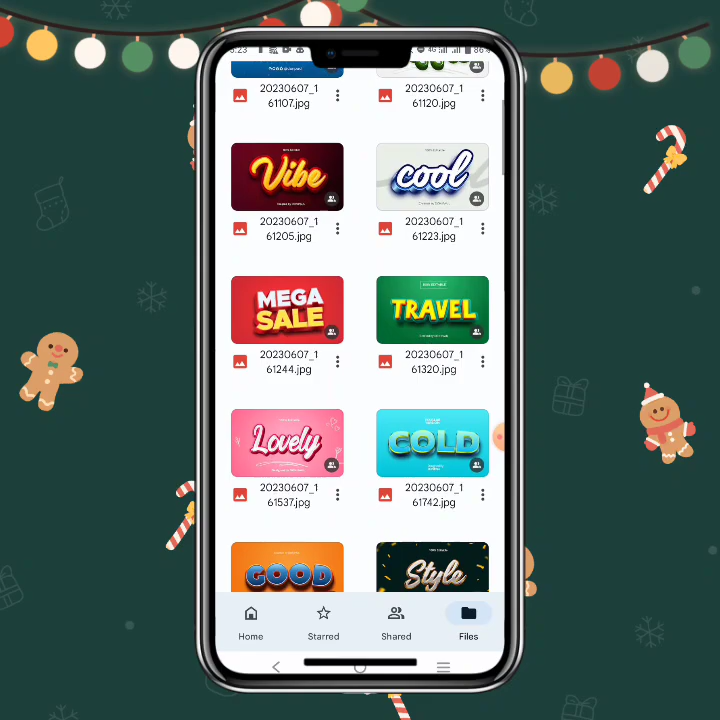 86%
20230607_1
61107.jpg
20230607_1
61120.jpg
Vibe
cool
20230607_1
61205.jpg
20230607_1
61223.jpg
MEGA
SALE
TRAVEL
20230607_1
61244.jpg
20230607_1
61320.jpg
Lovely
COLD
20230607_1
61537.jpg
20230607_1
61742.jpg
GOOD
Style
Home
Starred
Shared
Files